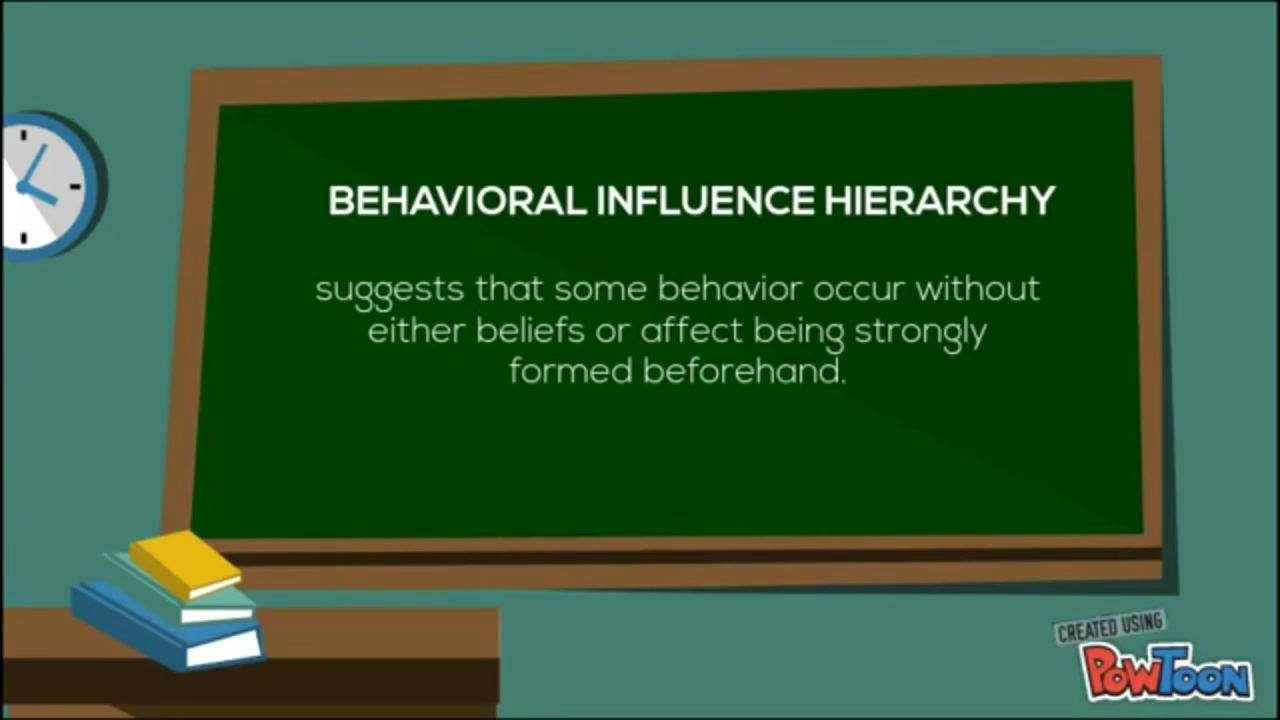 BEHAVIORAL INFLUENCE HIERARCHY
suggests that some behavior occur without
either beliefs or affect being strongly
formed beforehand.
CREATED USING
POWTOON